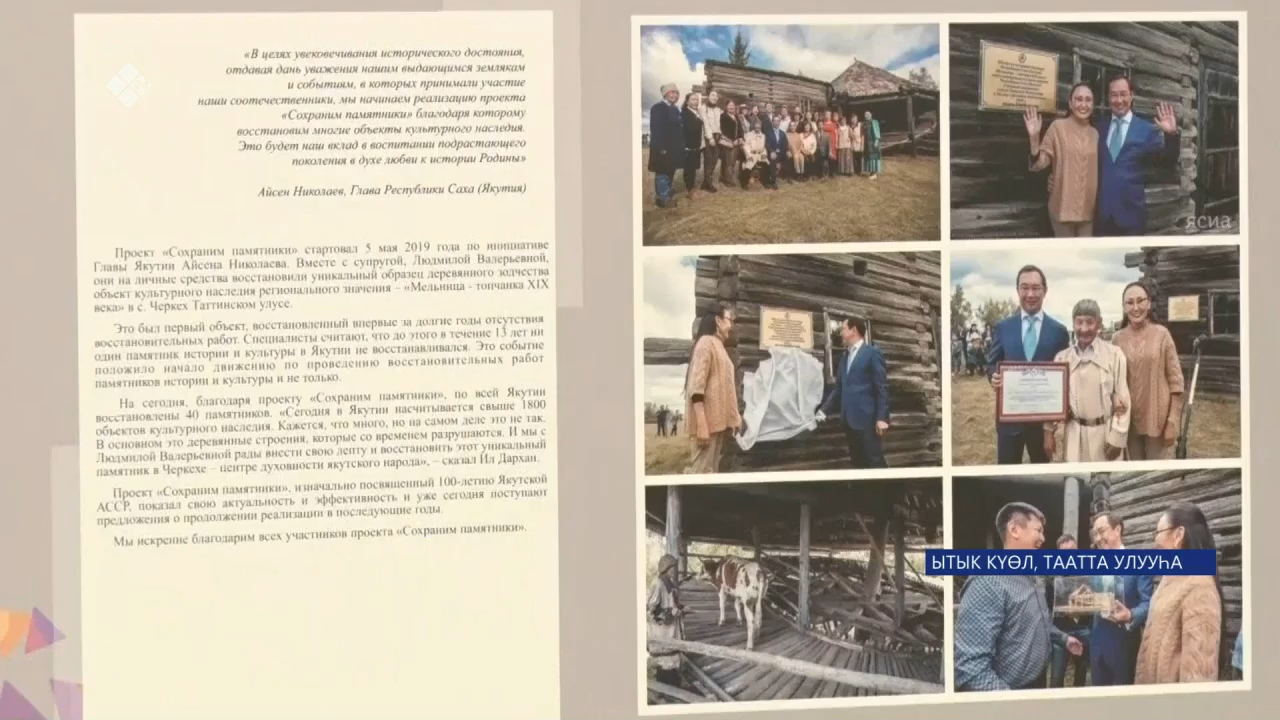 «В целях увековечивания исторического достояния,
отдавая дань уважения нашим выдающимся землякам
и событиям, в которых принимали участие
наши соотечественники, мы начинаем реализацию проекта
«Сохраним памятники» благодаря которому
восстановим многие объекты культурного наследия.
Это будет наш вклад в воспитании подрастающего
поколения в духе любви к истории Родины»
Айсен Николаев, Глава Республики Саха (Якутия)
Проект «Сохраним памятники» стартовал 5 мая 2019 года по инициативе
Главы Якутии Айсена Николаева. Вместе с супругой, Людмилой Валерьевной,
они на личные средства восстановили уникальный образец деревянного зодчества
объект культурного наследия регионального значения – «Мельница - топчанка XIX
века» в с. Черкех Таттинском улусе.
Это был первый объект, восстановленный впервые за долгие годы отсутствия
восстановительных работ. Специалисты считают, что до этого в течение 13 лет ни
один памятник истории и культуры в Якутии не восстанавливался. Это событие
положило начало движению по проведению восстановительных работ
памятников истории и культуры и не только.
На сегодня, благодаря проекту «Сохраним памятники», по всей Якутии
восстановлены 40 памятников. «Сегодня в Якутии насчитывается свыше 1800
объектов культурного наследия. Кажется, что много, но на самом деле это не так.
В основном это деревянные строения, которые со временем разрушаются. И мы с
Людмилой Валерьевной рады внести свою лепту и восстановить этот уникальный
памятник в Черкехе – центре духовности якутского народа», – сказал Ил Дархан.
Проект «Сохраним памятники», изначально посвященный 100-летию Якутской
АССР, показал свою актуальность и эффективность и уже сегодня поступают
предложения о продолжении реализации в последующие годы.
Мы искренне благодарим всех участников проекта «Сохраним памятники».
ясиа
ЫТЫК КҮӨЛ, ТААТТА УЛУУҺА